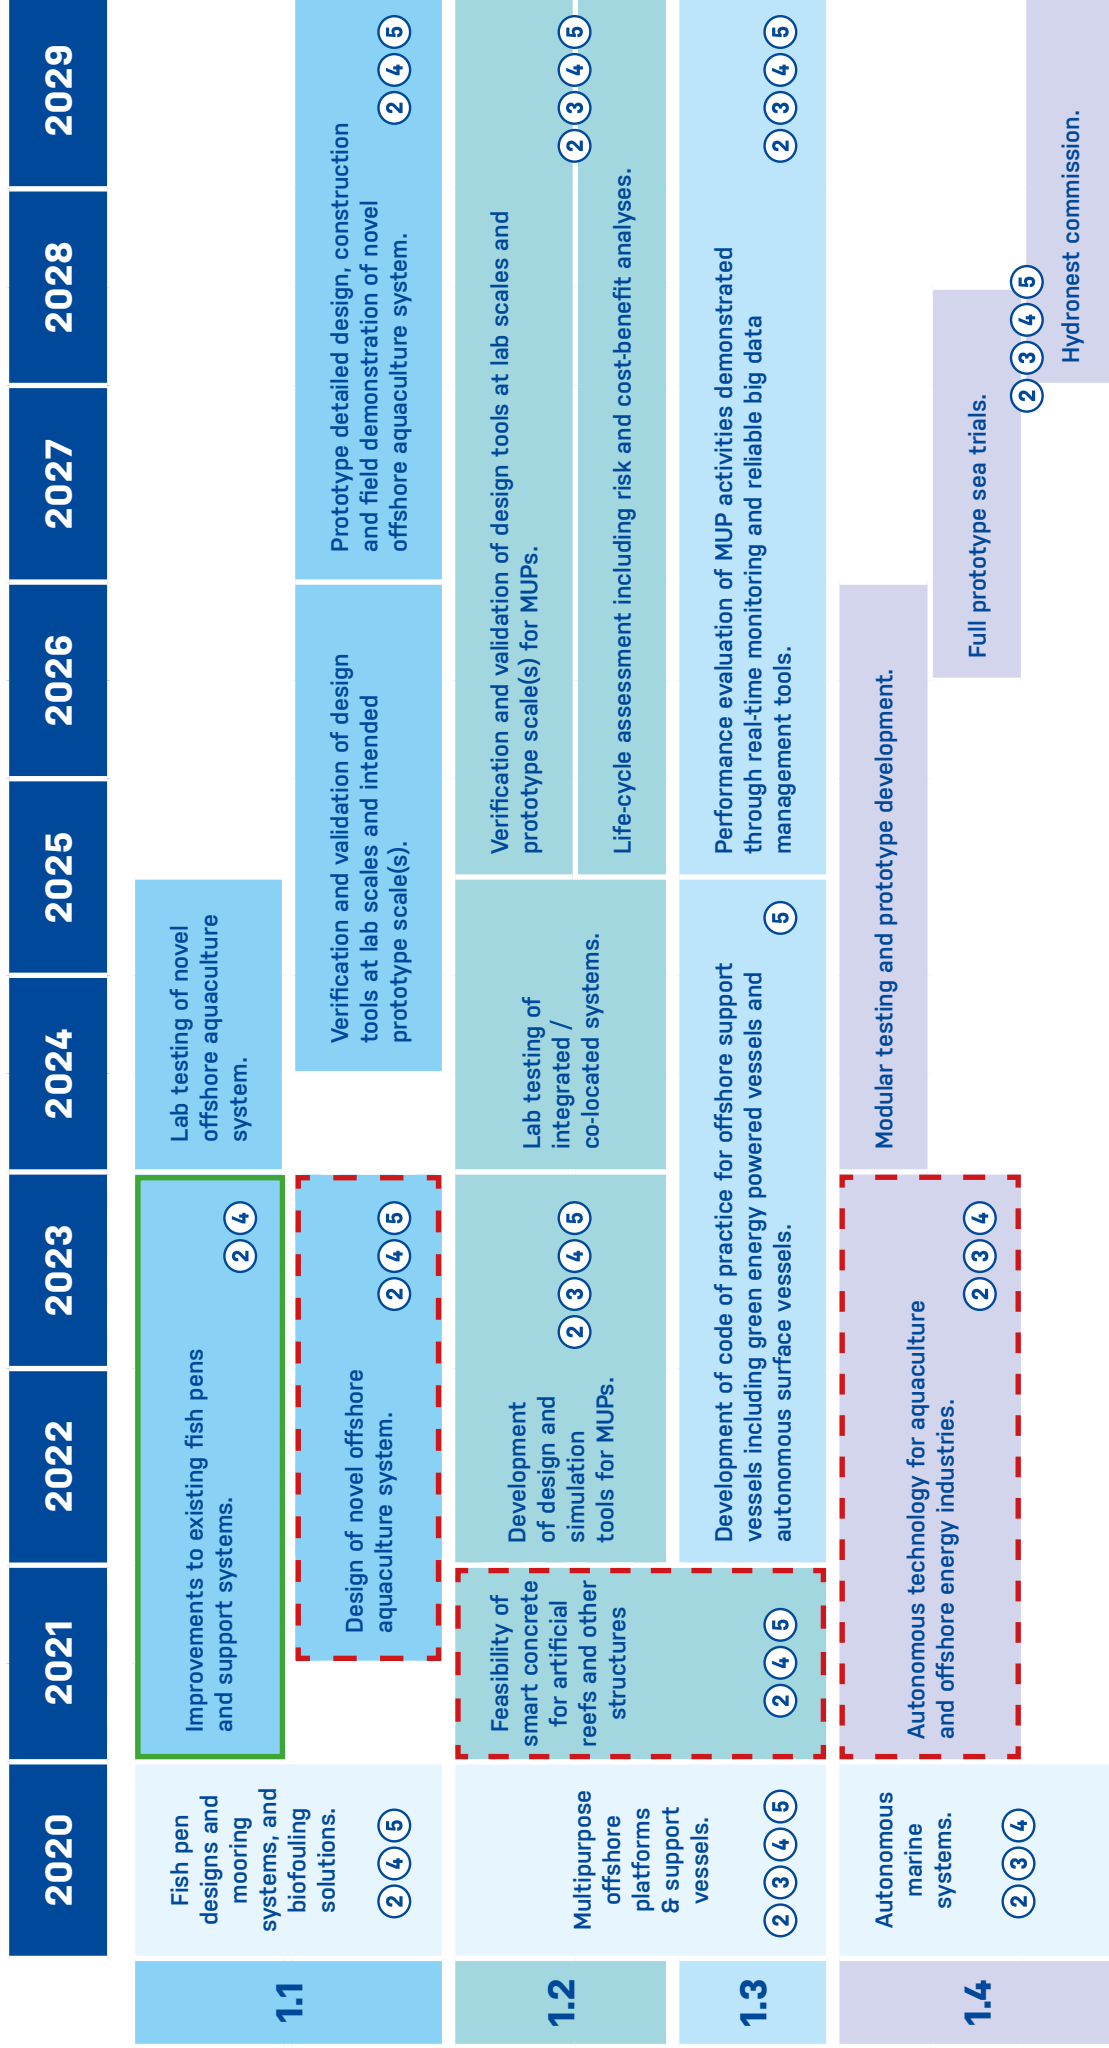 2020
2021
2022
2023
2024
2025
2026
2027
2028
2029
1.1
Fish pen
designs and
mooring
systems, and
biofouling
solutions.
2 4 5
Improvements to existing fish pens
and support systems.
2 4
Lab testing of novel
offshore aquaculture
system.
Design of novel offshore
aquaculture system.
2 4 5
Verification and validation of design
tools at lab scales and intended
prototype scale(s).
Prototype detailed design, construction
and field demonstration of novel
offshore aquaculture system.
2 4 5
1.2
1.3
Multipurpose
offshore
platforms
& support
vessels.
2 3 4 5
Feasibility of
smart concrete
for artificial
reefs and other
structures
2 4 5
Development
of design and
simulation
tools for MUPs.
2 3 4 5
Lab testing of
integrated /
co-located systems.
Verification and validation of design tools at lab scales and
prototype scale(s) for MUPs.
2 3 4 5
Life-cycle assessment including risk and cost-benefit analyses.
Development of code of practice for offshore support
vessels including green energy powered vessels and
autonomous surface vessels.
5
Performance evaluation of MUP activities demonstrated
through real-time monitoring and reliable big data
management tools.
2 3 4 5
1.4
Autonomous
marine
systems.
2 3 4
Autonomous technology for aquaculture
and offshore energy industries.
2 3 4
Modular testing and prototype development.
Full prototype sea trials.
2 3 4 5
Hydronest commission.